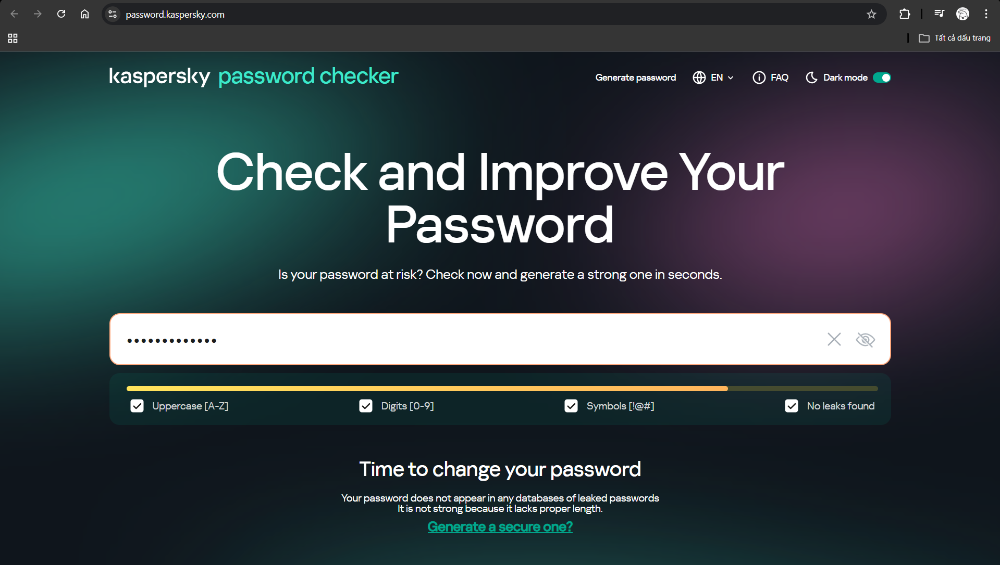 password.kaspersky.com
Tất cả dấu trang
kaspersky password checker
Generate password
EN
FAQ
Dark mode
Check and Improve Your
Password
Is your password at risk? Check now and generate a strong one in seconds.
•••••••••••••
Uppercase [A-Z]
Digits [0-9]
Symbols [!@#]
No leaks found
Time to change your password
Your password does not appear in any databases of leaked passwords
It is not strong because it lacks proper length.
Generate a secure one?